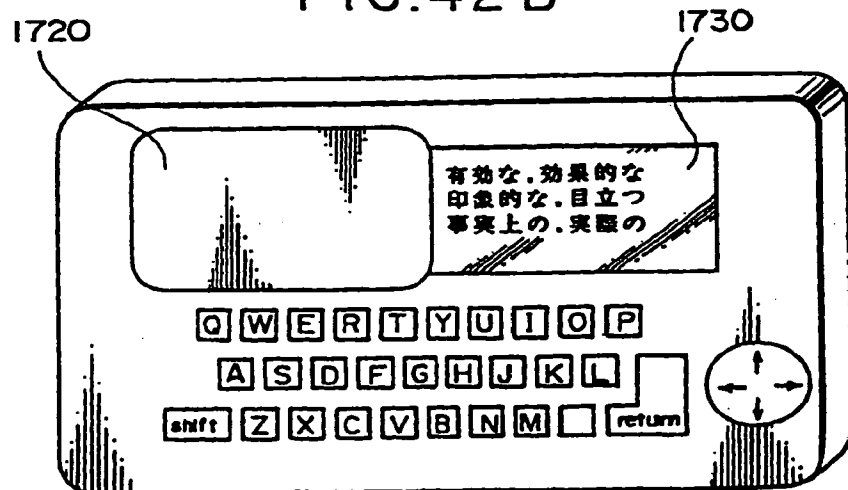 FIG. 42B
1720
1730
有効な.効果的な
印象的な.目立つ
事実上の.実際の
Q W E R T Y U I O P
A S D F G H J K L
shift Z X C V B N M return